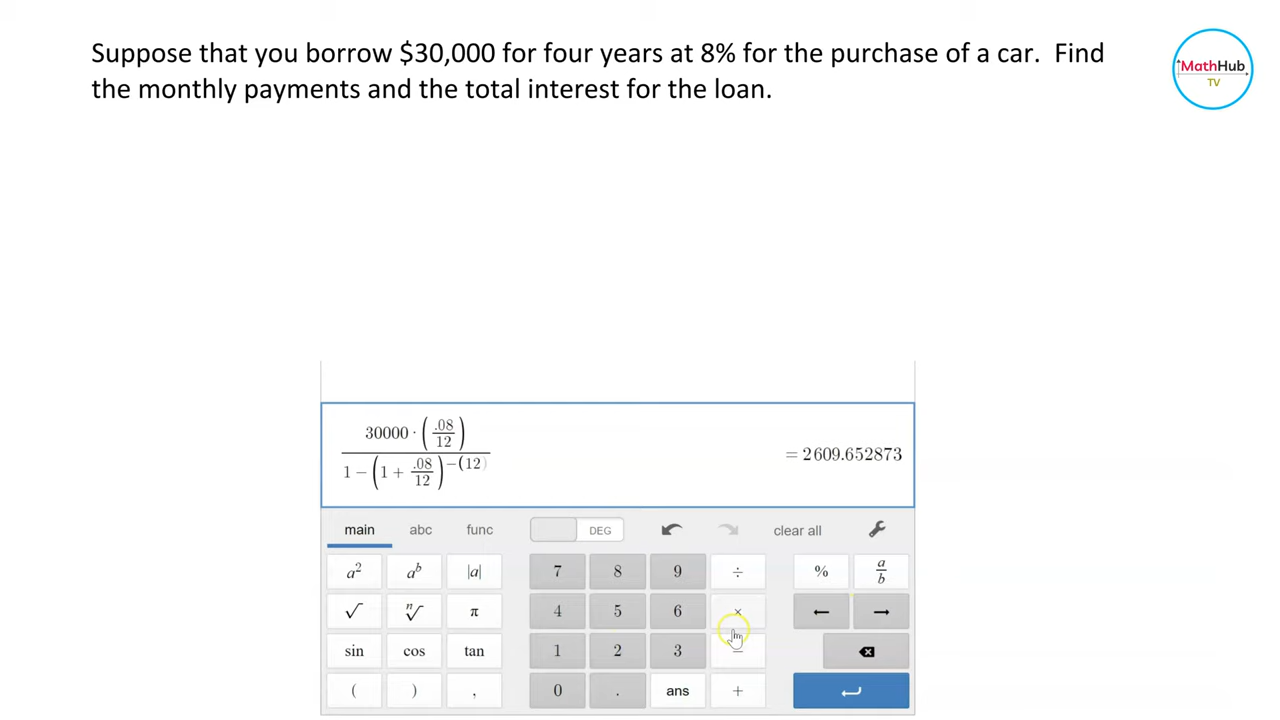 Suppose that you borrow $30,000 for four years at 8% for the purchase of a car. Find
the monthly payments and the total interest for the loan.
MathHub
TV
30000 · (.08/12)
1 − (1 + .08/12)^−(12)
= 2609.652873
main abc func DEG clear all
a² aᵇ |a| 7 8 9 ÷ % a/b
√ ⁿ√ π 4 5 6 × ← →
sin cos tan 1 2 3 −
( ) , 0 . ans +